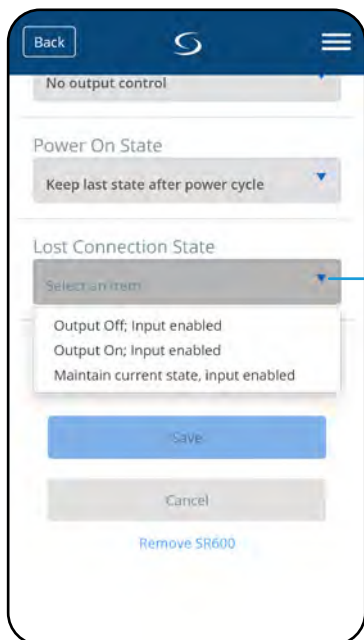 Back
No output control
Power On State
Keep last state after power cycle
Lost Connection State
Select an item
Output Off; Input enabled
Output On; Input enabled
Maintain current state, input enabled
Save
Cancel
Remove SR600